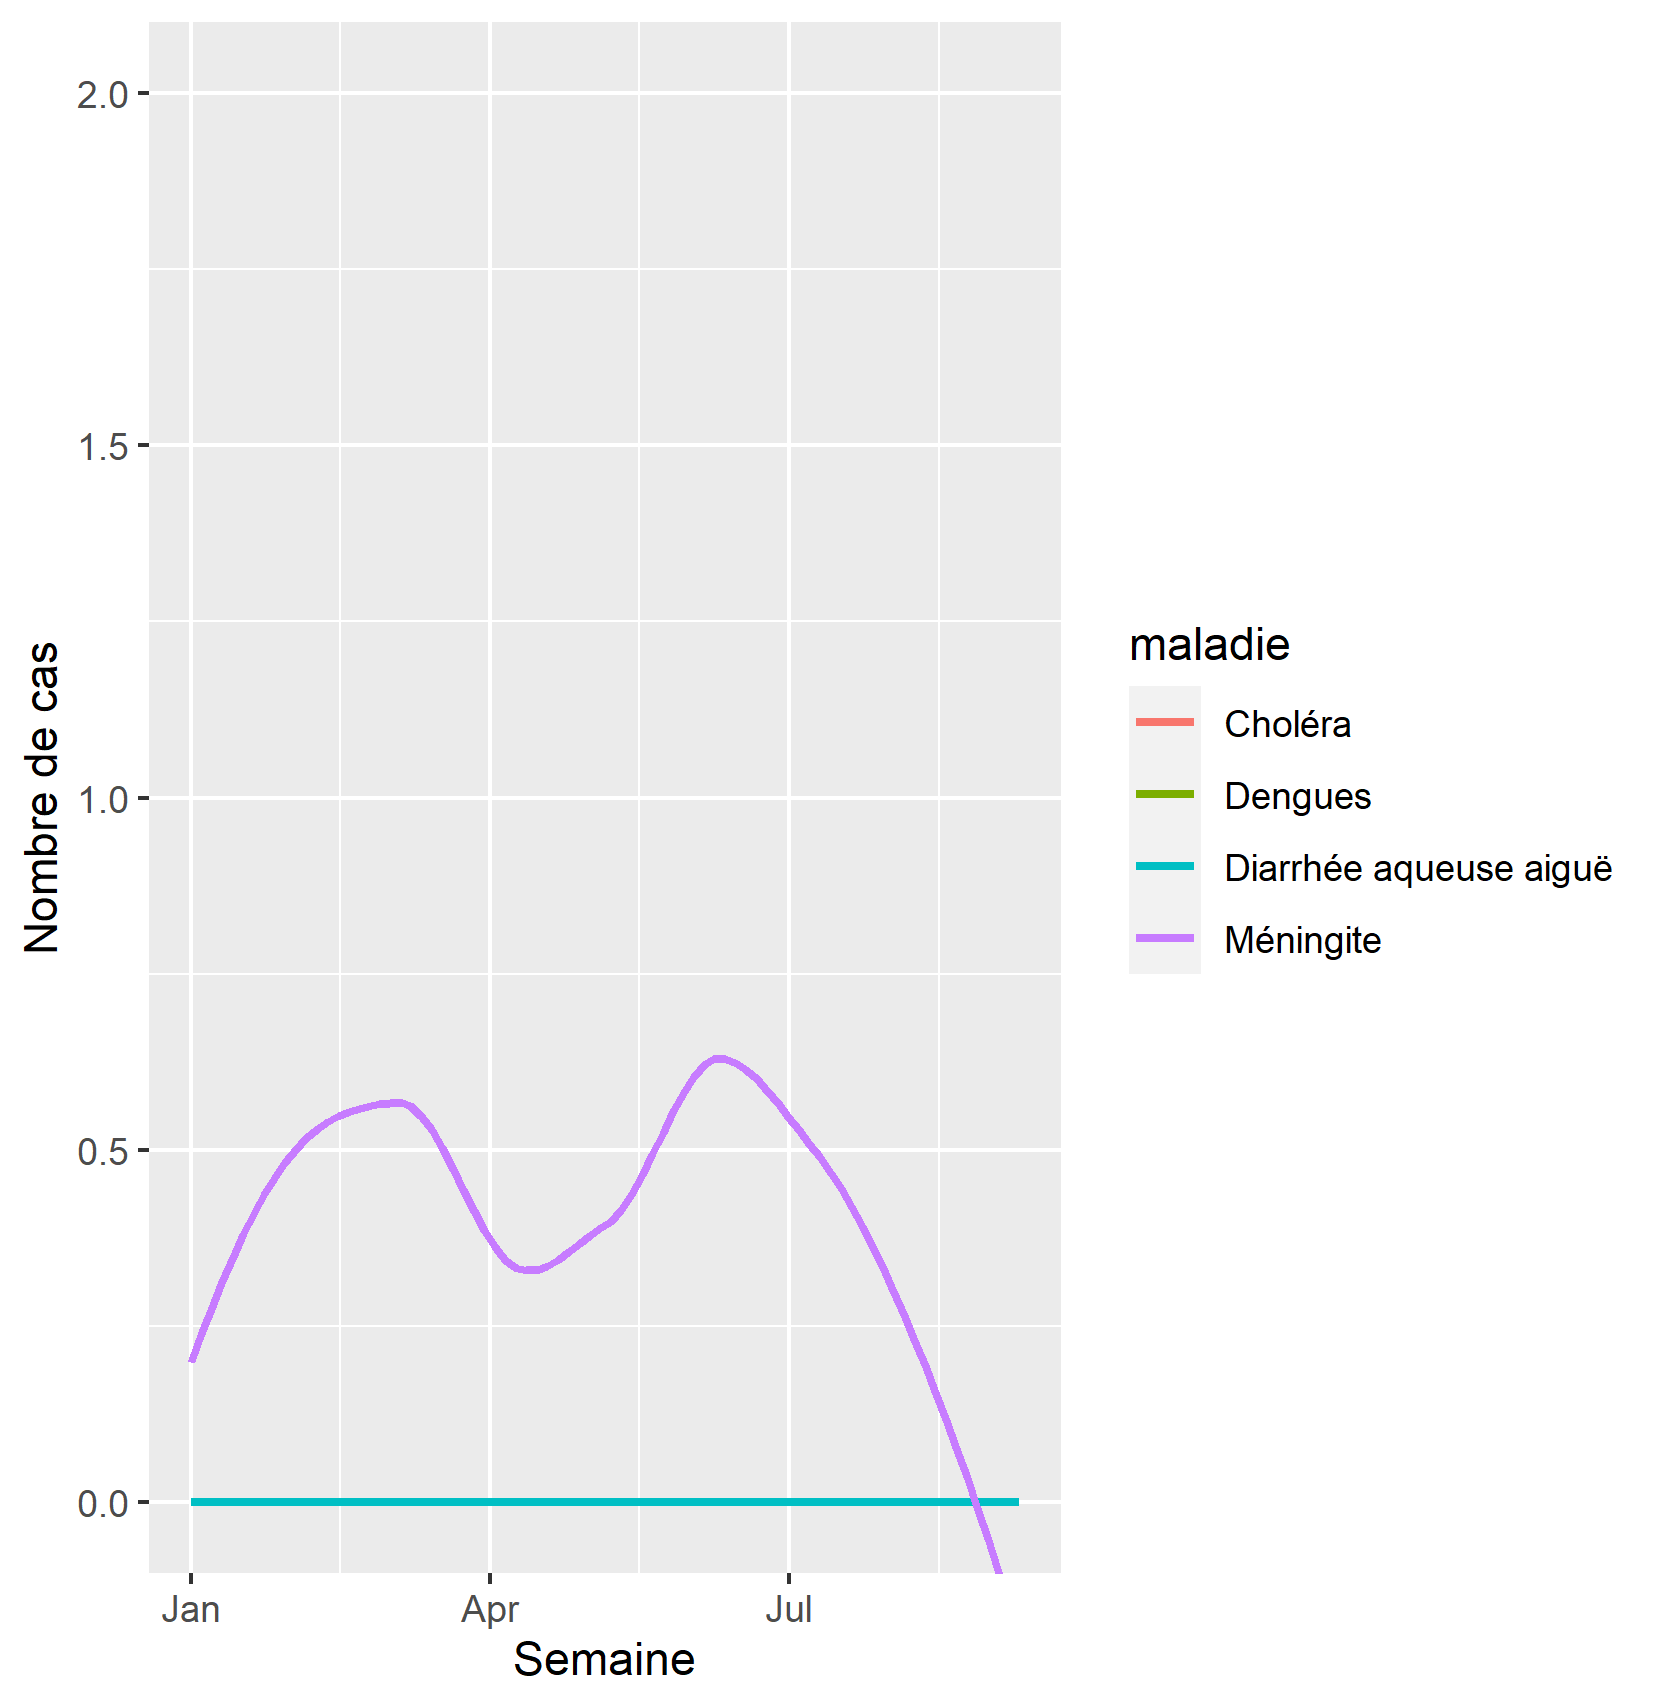 2.0
1.5
1.0
0.5
0.0
Nombre de cas
Jan Apr Jul
Semaine
maladie
Choléra
Dengues
Diarrhée aqueuse aiguë
Méningite